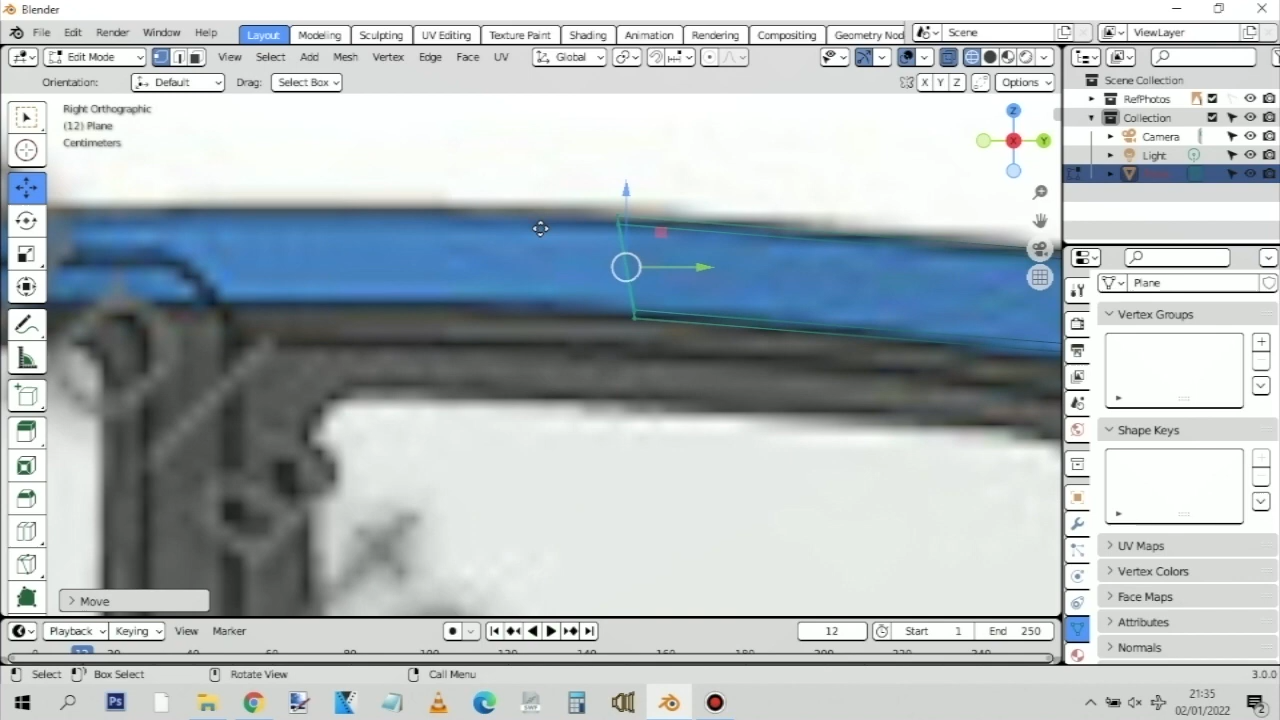 Blender
File Edit Render Window Help Layout Modeling Sculpting UV Editing Texture Paint Shading Animation Rendering Compositing Geometry Nod Scene ViewLayer
Edit Mode View Select Add Mesh Vertex Edge Face UV Global
Orientation: Default Drag: Select Box X Y Z Options
Right Orthographic
(12) Plane
Centimeters
Z
X
Y
Scene Collection
RefPhotos
Collection
Camera
Light
Plane
Vertex Groups
Shape Keys
UV Maps
Vertex Colors
Face Maps
Attributes
Normals
Move
Playback Keying View Marker 12 Start 1 End 250
Select Box Select Rotate View Call Menu 3.0.0
Ps
21:35
02/01/2022
2